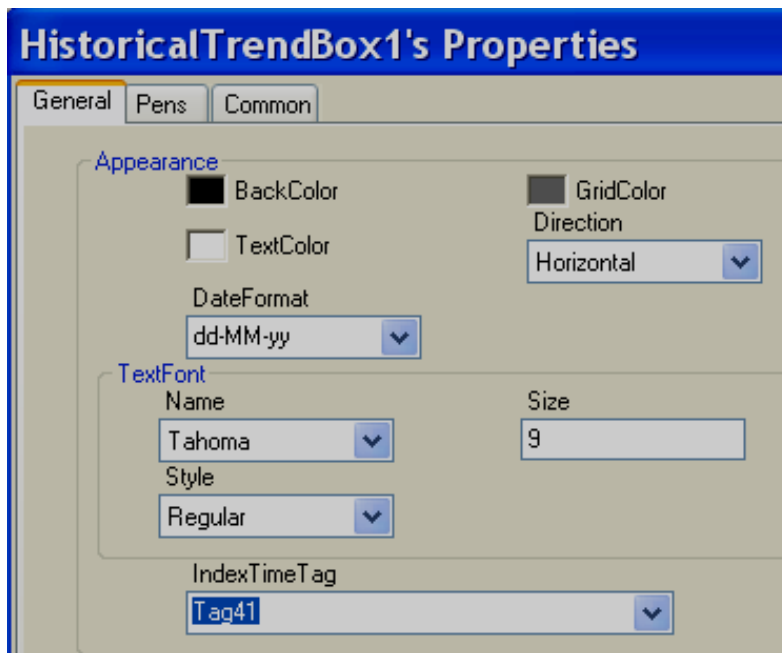 HistoricalTrendBox1's Properties
General Pens Common
Appearance
BackColor GridColor
Direction
TextColor
Horizontal
DateFormat
dd-MM-yy
TextFont
Name Size
Tahoma 9
Style
Regular
IndexTimeTag
Tag41